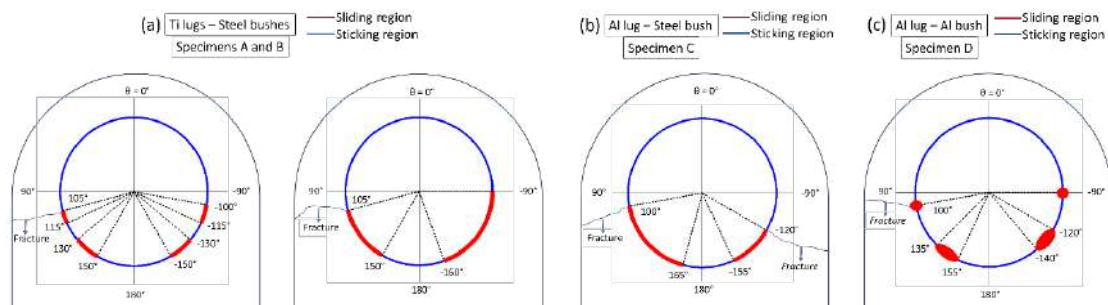 (a) Ti lugs – Steel bushes
Specimens A and B
Sliding region
Sticking region
θ = 0°
90°
-90°
105°
115°
130°
150°
-100°
-115°
-130°
-150°
Fracture
180°
θ = 0°
90°
-90°
105°
150°
-160°
Fracture
180°
(b) Al lug – Steel bush
Specimen C
Sliding region
Sticking region
θ = 0°
90°
-90°
100°
165°
-120°
-155°
Fracture
Fracture
180°
(c) Al lug – Al bush
Specimen D
Sliding region
Sticking region
θ = 0°
90°
-90°
100°
135°
155°
-120°
-140°
Fracture
180°